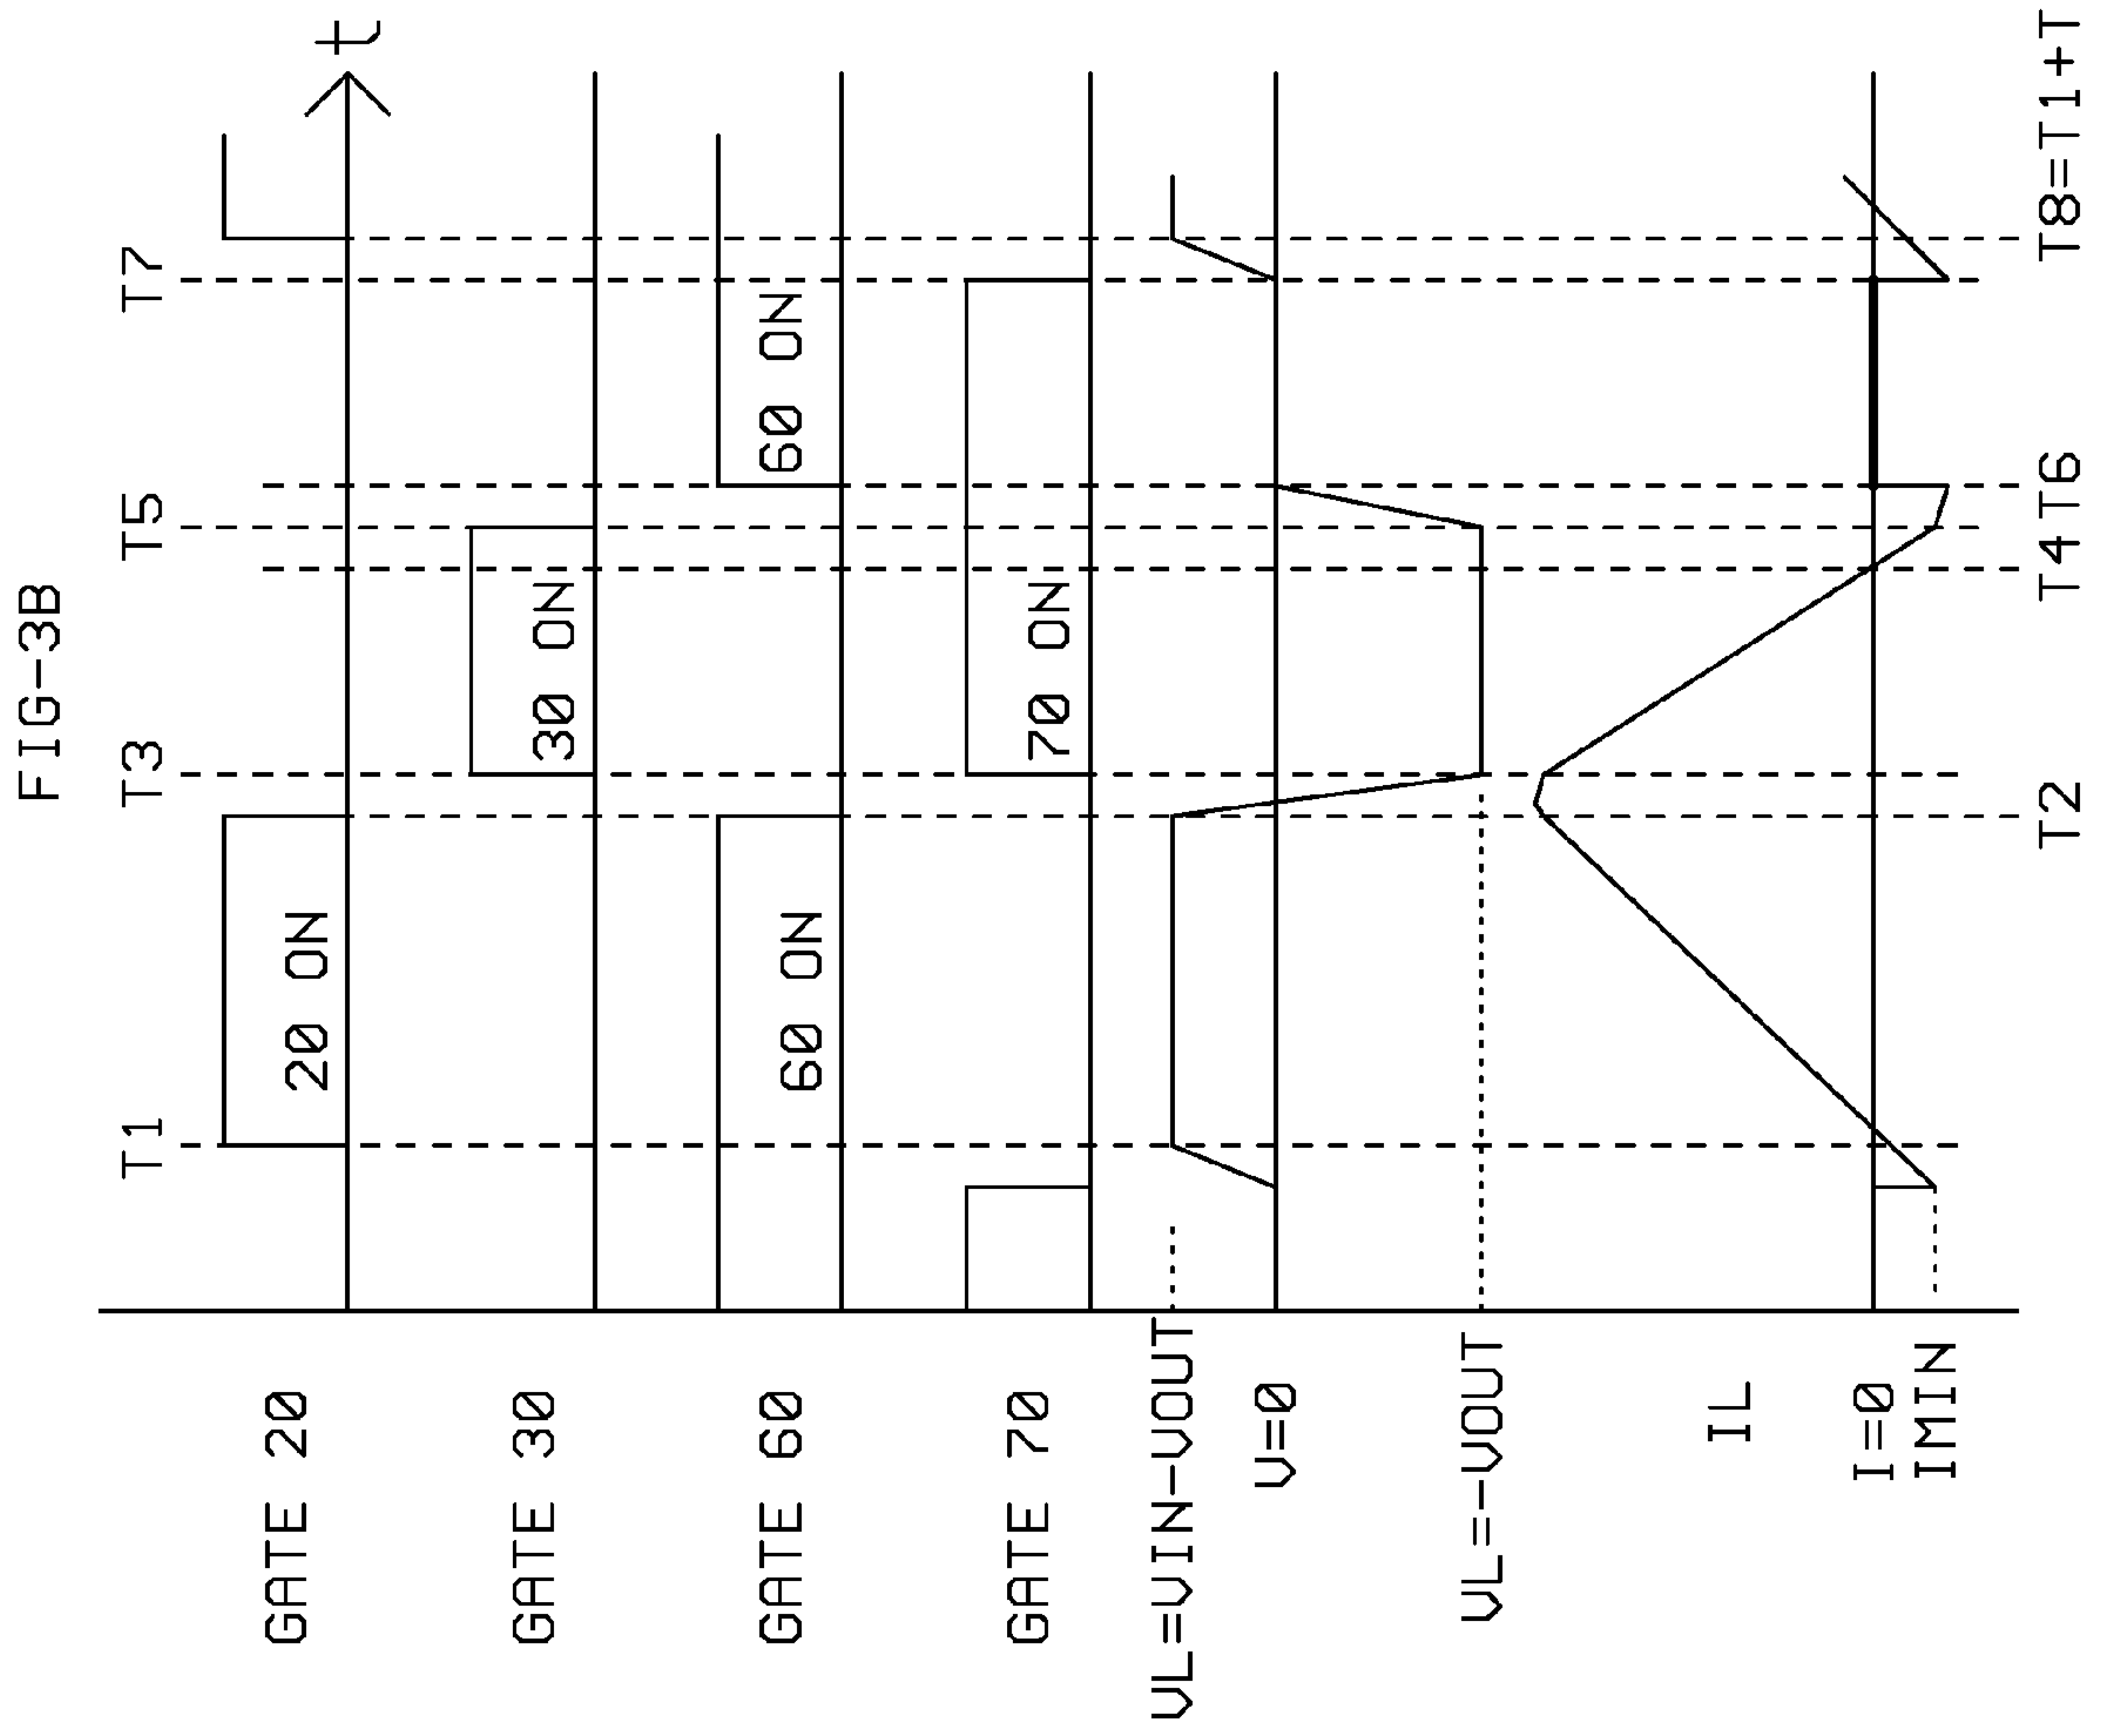 FIG-3B
T1
T3
T5
T7
t
GATE 20
20 ON
GATE 30
30 ON
GATE 60
60 ON
60 ON
GATE 70
70 ON
VL=VIN-VOUT
V=0
VL=-VOUT
IL
I=0
IMIN
T2
T4
T6
T8=T1+T